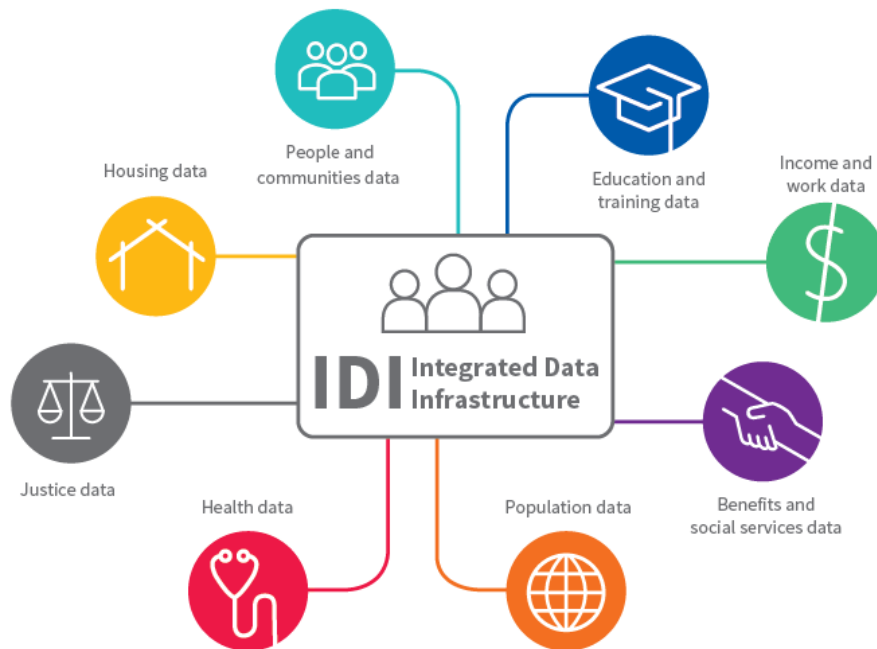 People and
communities data
Education and
training data
Housing data
Income and
work data
IDI Integrated Data
Infrastructure
Justice data
Health data
Population data
Benefits and
social services data